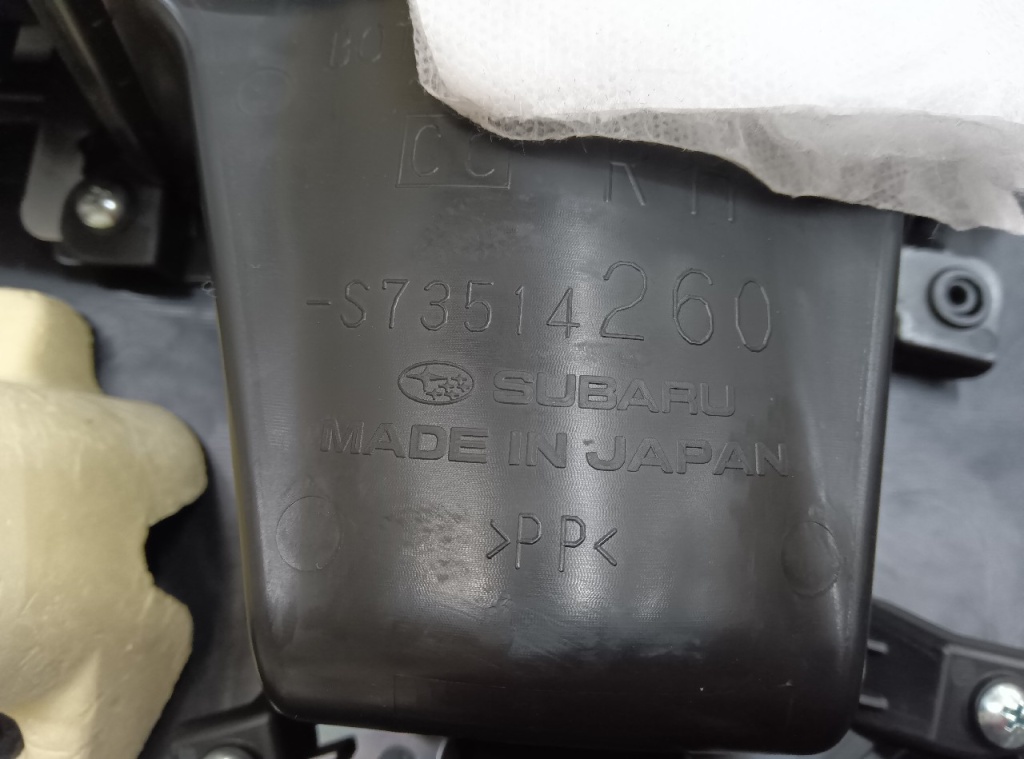 CC
-S73514260
SUBARU
MADE IN JAPAN
>PP<